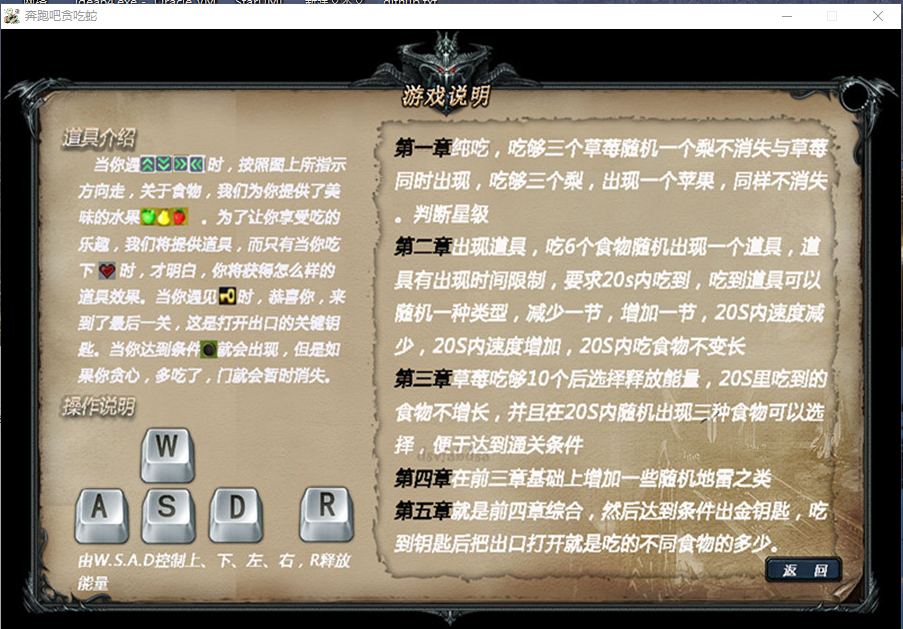 奔跑吧贪吃蛇
游戏说明
道具介绍
当你遇 时，按照图上所指示
方向走，关于食物，我们为你提供了美
味的水果 。为了让你享受吃的
乐趣，我们将提供道具，而只有当你吃
下 时，才明白，你将获得怎么样的
道具效果。当你遇见 时，恭喜你，来
到了最后一关，这是打开出口的关键钥
匙。当你达到条件 就会出现，但是如
果你贪心，多吃了，门就会暂时消失。
操作说明
W
A S D R
由W.S.A.D控制上、下、左、右，R释放
能量
第一章纯吃，吃够三个草莓随机一个梨不消失与草莓
同时出现，吃够三个梨，出现一个苹果，同样不消失
。判断星级
第二章出现道具，吃6个食物随机出现一个道具，道
具有出现时间限制，要求20s内吃到，吃到道具可以
随机一种类型，减少一节，增加一节，20S内速度减
少，20S内速度增加，20S内吃食物不变长
第三章草莓吃够10个后选择释放能量，20S里吃到的
食物不增长，并且在20S内随机出现三种食物可以选
择，便于达到通关条件
第四章在前三章基础上增加一些随机地雷之类
第五章就是前四章综合，然后达到条件出金钥匙，吃
到钥匙后把出口打开就是吃的不同食物的多少。
返 回